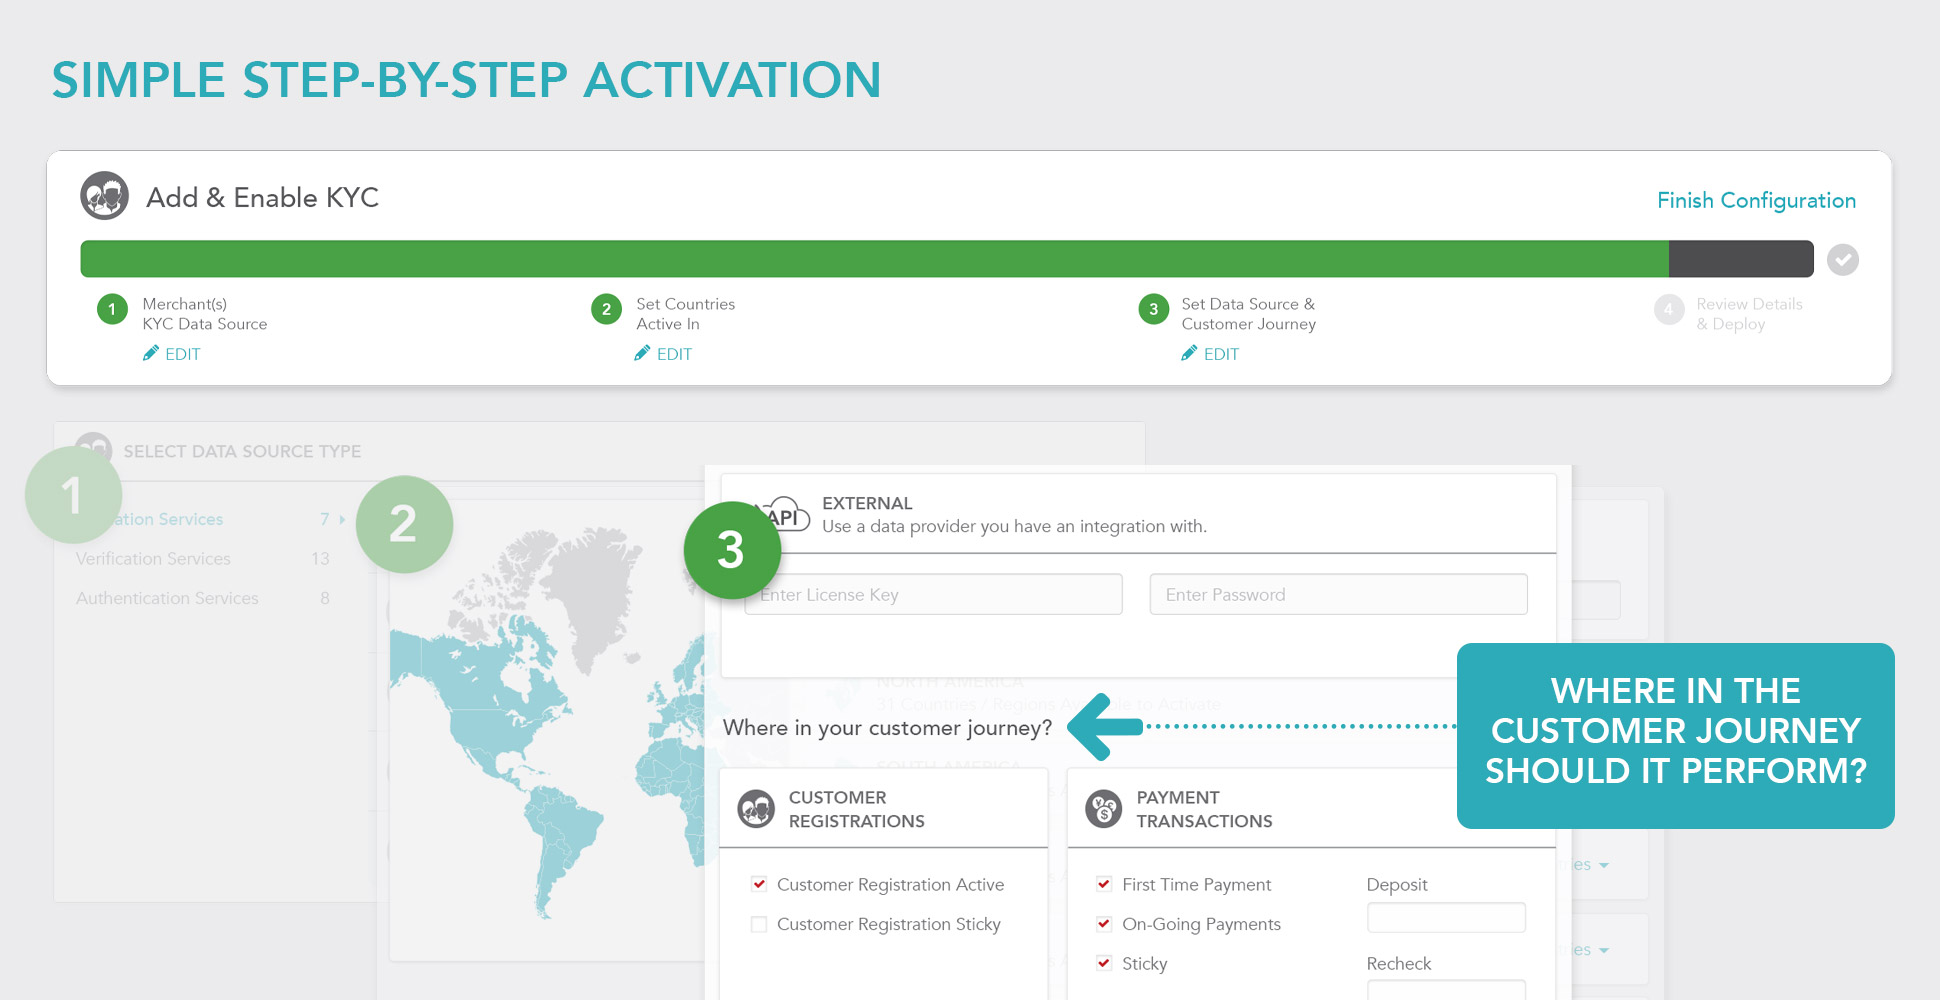 SIMPLE STEP-BY-STEP ACTIVATION
Add & Enable KYC
Finish Configuration
1
Merchant(s)
KYC Data Source
EDIT
2
Set Countries
Active In
EDIT
3
Set Data Source &
Customer Journey
EDIT
4
Review Details
& Deploy
1
SELECT DATA SOURCE TYPE
Services 7
Verification Services 13
Authentication Services 8
2
3
API
EXTERNAL
Use a data provider you have an integration with.
Enter License Key
Enter Password
NORTH AMERICA
31 Countries / Regions Available to Activate
Where in your customer journey?
WHERE IN THE
CUSTOMER JOURNEY
SHOULD IT PERFORM?
SOUTH AMERICA
CUSTOMER
REGISTRATIONS
Customer Registration Active
Customer Registration Sticky
PAYMENT
TRANSACTIONS
First Time Payment
On-Going Payments
Sticky
Deposit
Recheck